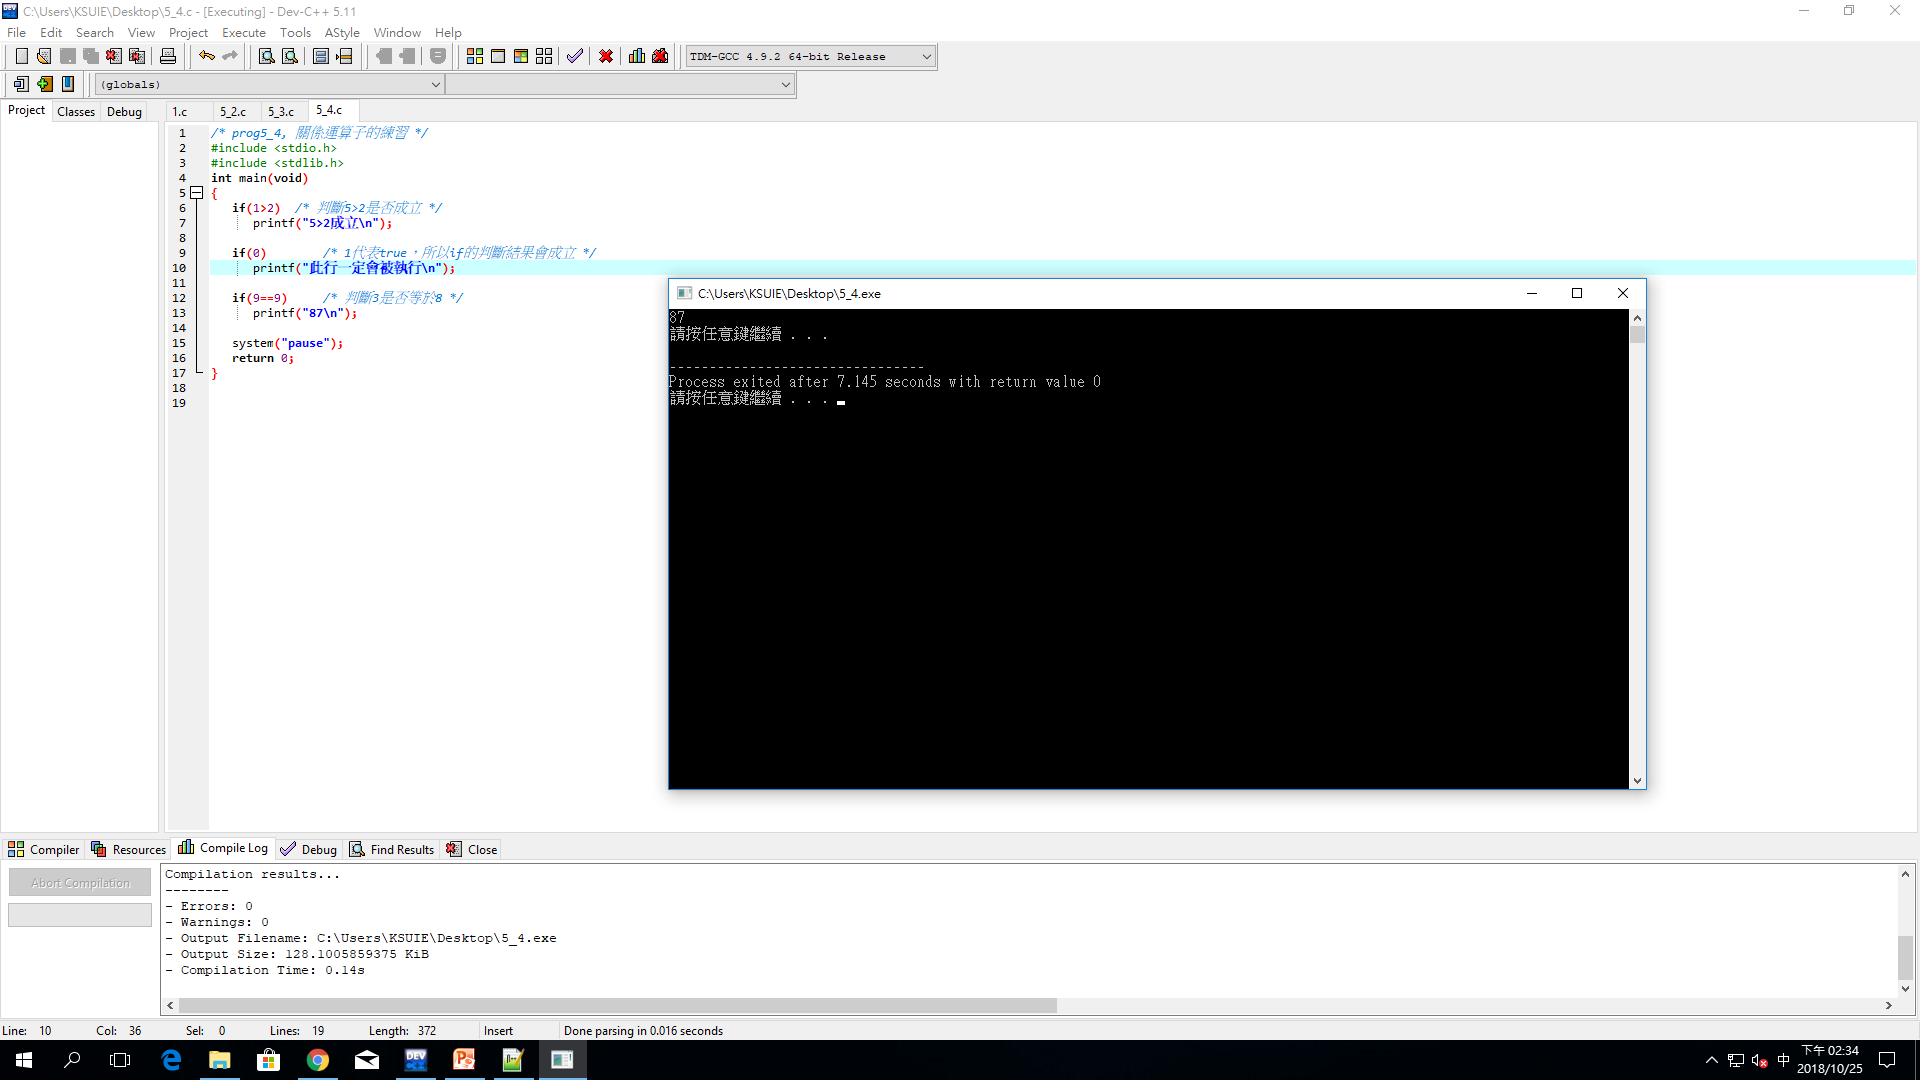 C:\Users\KSUIE\Desktop\5_4.c - [Executing] - Dev-C++ 5.11
File Edit Search View Project Execute Tools AStyle Window Help
TDM-GCC 4.9.2 64-bit Release
(globals)
Project Classes Debug 1.c 5_2.c 5_3.c 5_4.c
1 /* prog5_4, 關係運算子的練習 */
2 #include <stdio.h>
3 #include <stdlib.h>
4 int main(void)
5 {
6 if(1>2) /* 判斷5>2是否成立 */
7 printf("5>2成立\n");
8
9 if(0) /* 1代表true，所以if的判斷結果會成立 */
10 printf("此行一定會被執行\n");
11
12 if(9==9) /* 判斷3是否等於8 */
13 printf("87\n");
14
15 system("pause");
16 return 0;
17 }
18
19
C:\Users\KSUIE\Desktop\5_4.exe
87
請按任意鍵繼續 . . .
--------------------------------
Process exited after 7.145 seconds with return value 0
請按任意鍵繼續 . . .
Compiler Resources Compile Log Debug Find Results Close
Abort Compilation
Compilation results...
--------
- Errors: 0
- Warnings: 0
- Output Filename: C:\Users\KSUIE\Desktop\5_4.exe
- Output Size: 128.1005859375 KiB
- Compilation Time: 0.14s
Line: 10 Col: 36 Sel: 0 Lines: 19 Length: 372 Insert Done parsing in 0.016 seconds
中
下午 02:34
2018/10/25